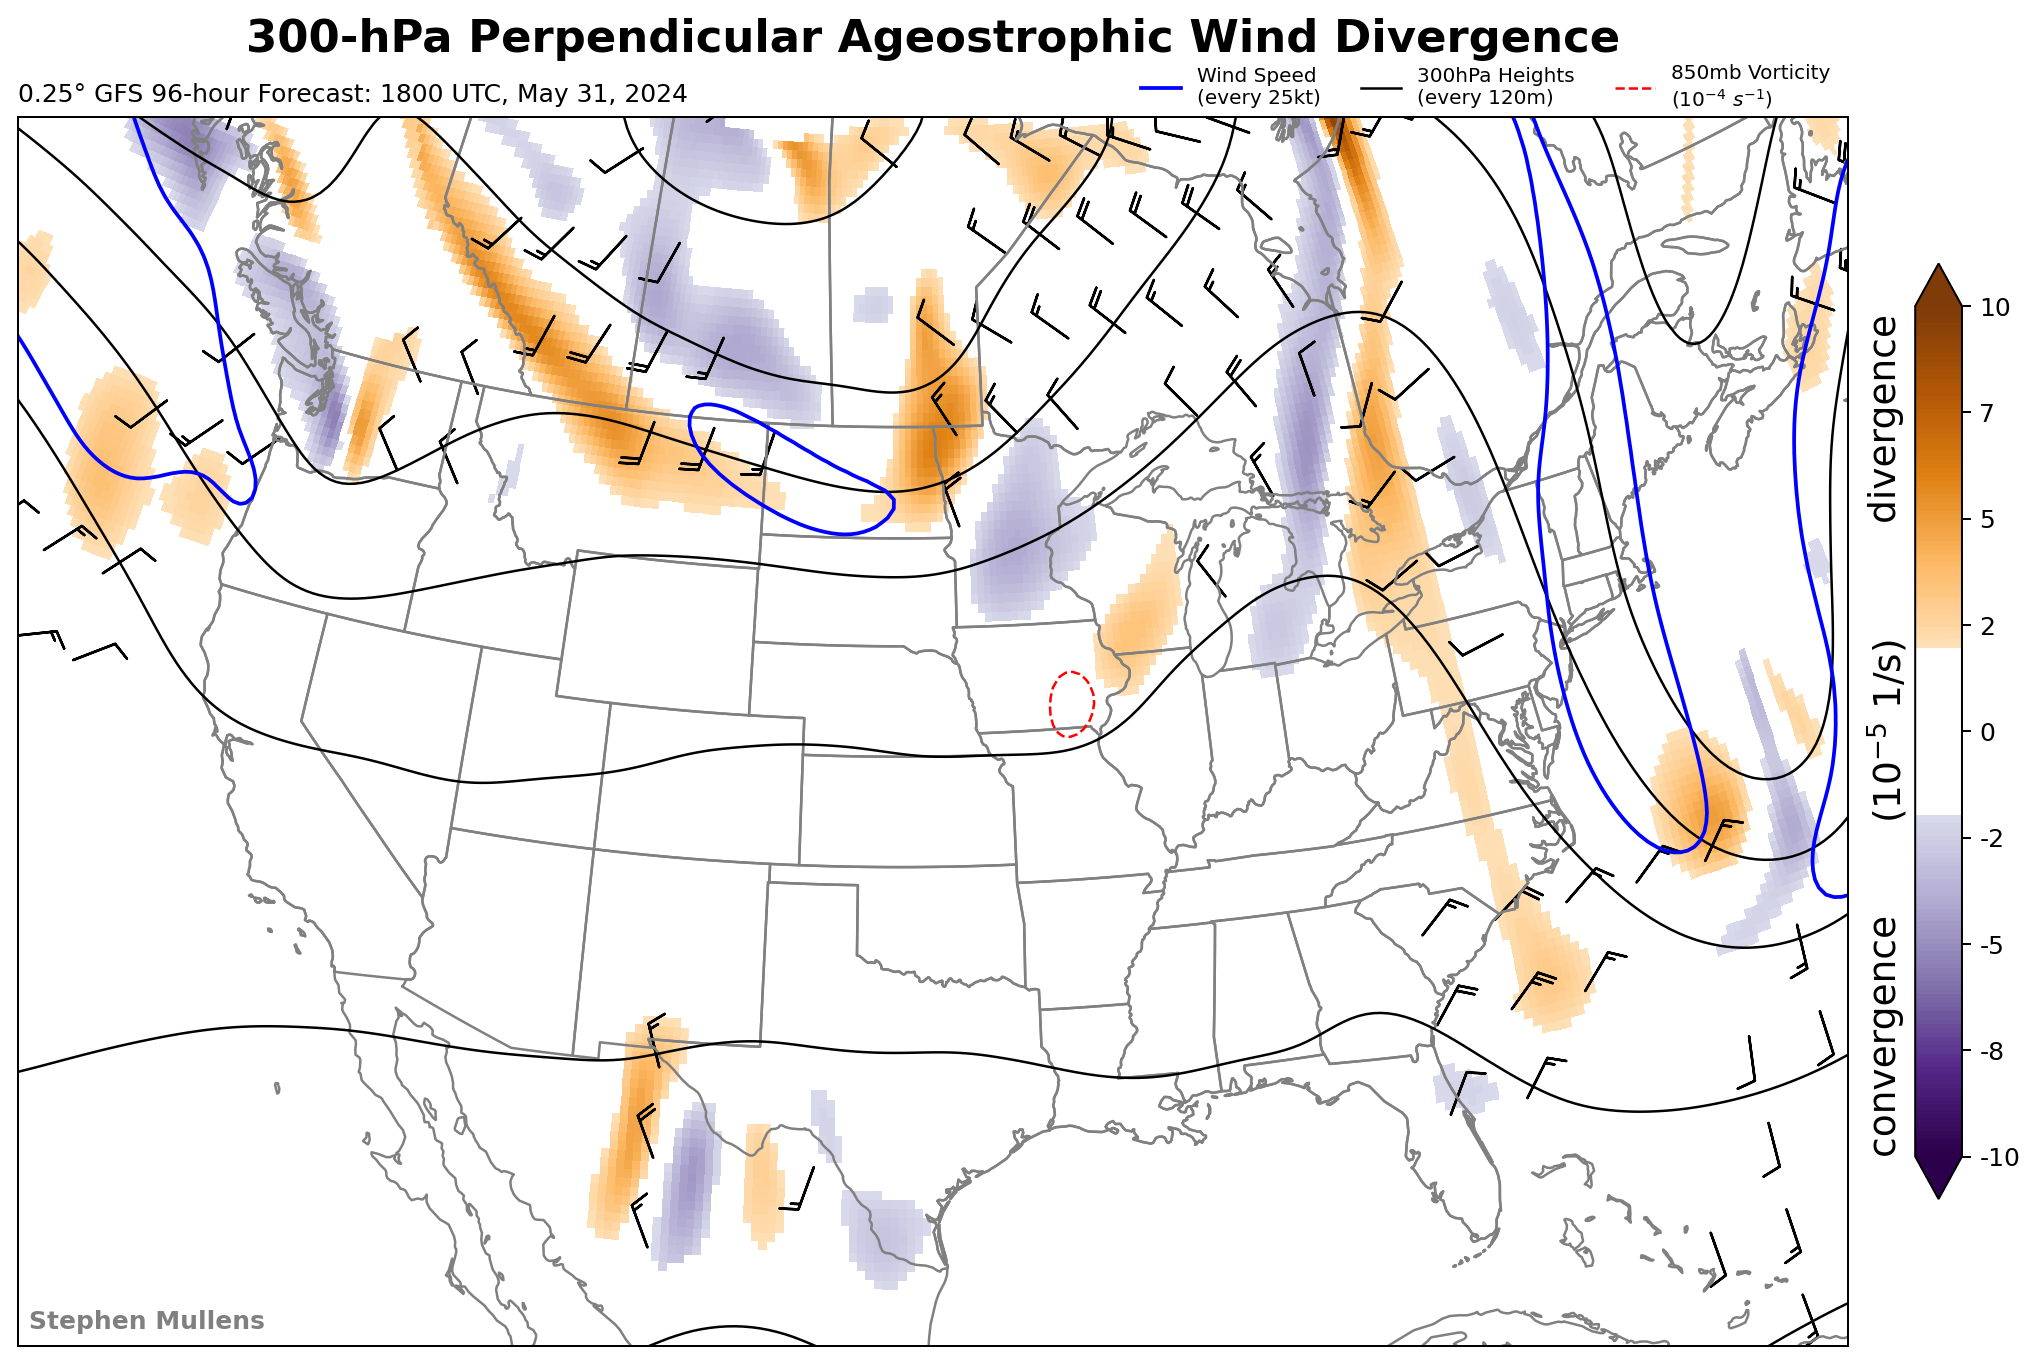 300-hPa Perpendicular Ageostrophic Wind Divergence
0.25° GFS 96-hour Forecast: 1800 UTC, May 31, 2024
Wind Speed
(every 25kt)
300hPa Heights
(every 120m)
850mb Vorticity
(10⁻⁴ s⁻¹)
10
7
5
2
0
-2
-5
-8
-10
convergence (10⁻⁵ 1/s) divergence
Stephen Mullens